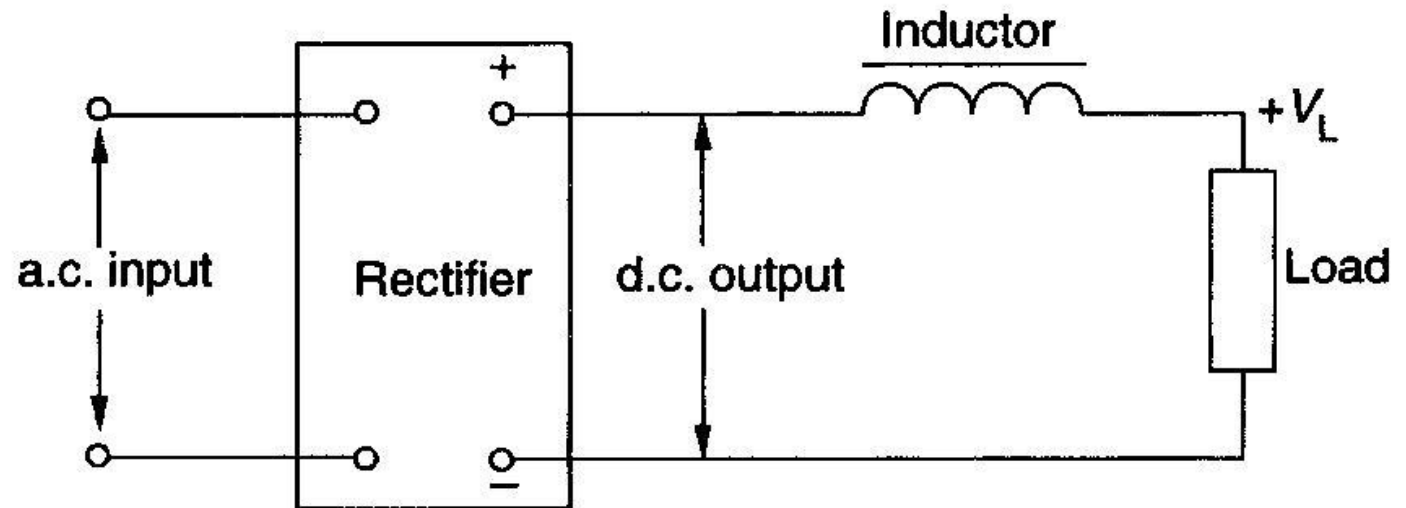 Inductor
+
+V_L
a.c. input
Rectifier
d.c. output
Load
−